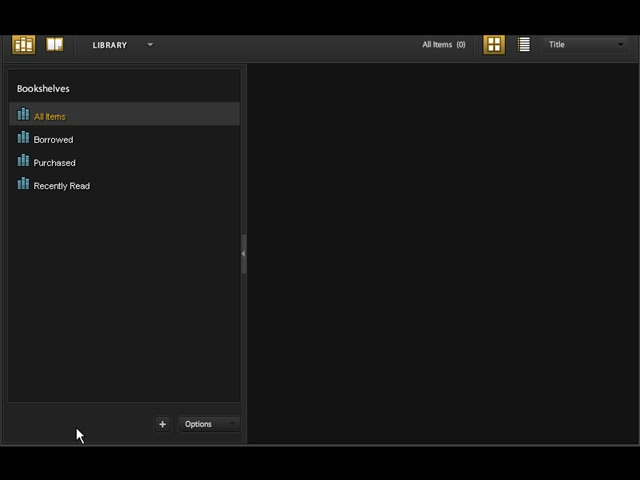 LIBRARY
All Items (0)
Title
Bookshelves
All Items
Borrowed
Purchased
Recently Read
+
Options